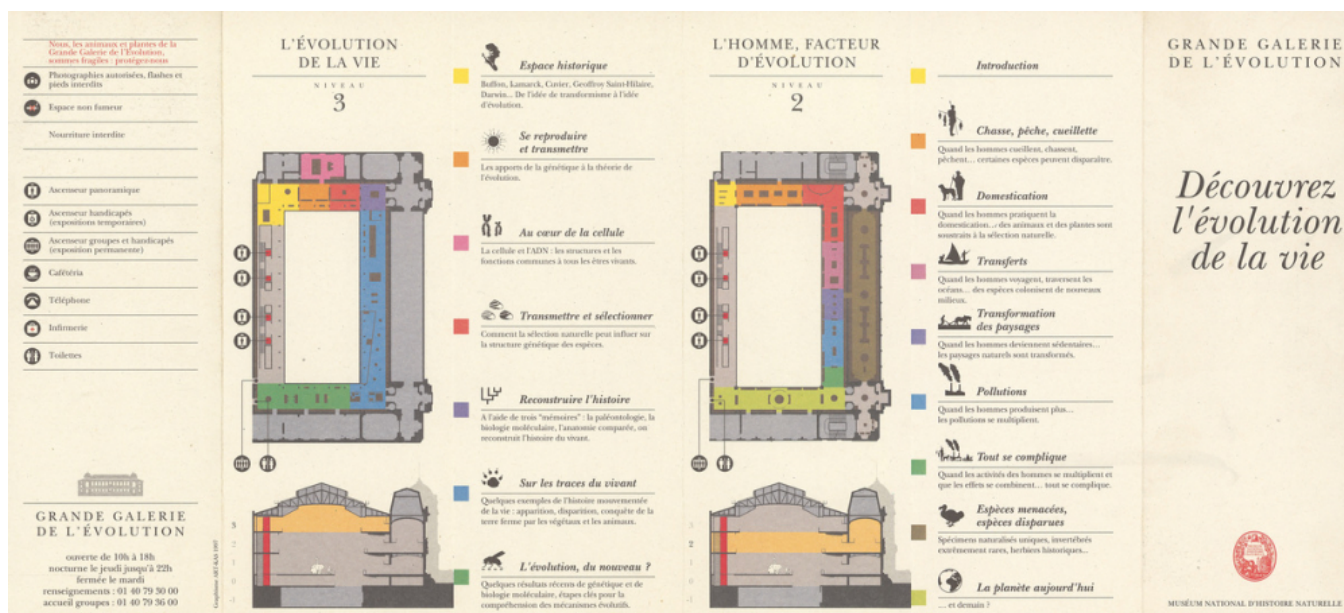 Nous, les animaux et plantes de la
Grande Galerie de l'Évolution,
sommes fragiles : protégez-nous
Photographies autorisées, flashes et
pieds interdits
Espace non fumeur
Nourriture interdite
Ascenseur panoramique
Ascenseur handicapés
(expositions temporaires)
Ascenseur groupes et handicapés
(exposition permanente)
Cafétéria
Téléphone
Infirmerie
Toilettes
GRANDE GALERIE
DE L'ÉVOLUTION
ouverte de 10h à 18h
nocturne le jeudi jusqu'à 22h
fermée le mardi
renseignements : 01 40 79 30 00
accueil groupes : 01 40 79 36 00
L'ÉVOLUTION
DE LA VIE
NIVEAU
3
3
2
1
0
-1
Espace historique
Buffon, Lamarck, Cuvier, Geoffroy Saint-Hilaire,
Darwin... De l'idée de transformisme à l'idée
d'évolution.
Se reproduire
et transmettre
Les apports de la génétique à la théorie de
l'évolution.
Au cœur de la cellule
La cellule et l'ADN : les structures et les
fonctions communes à tous les êtres vivants.
Transmettre et sélectionner
Comment la sélection naturelle peut influer sur
la structure génétique des espèces.
Reconstruire l'histoire
A l'aide de trois "mémoires" : la paléontologie, la
biologie moléculaire, l'anatomie comparée, on
reconstruit l'histoire du vivant.
Sur les traces du vivant
Quelques exemples de l'histoire mouvementée
de la vie : apparition, disparition, conquête de la
terre ferme par les végétaux et les animaux.
L'évolution, du nouveau ?
Quelques résultats récents de génétique et de
biologie moléculaire, étapes clés pour la
compréhension des mécanismes évolutifs.
L'HOMME, FACTEUR
D'ÉVOLUTION
NIVEAU
2
3
2
1
0
-1
Introduction
Chasse, pêche, cueillette
Quand les hommes cueillent, chassent,
pêchent... certaines espèces peuvent disparaître.
Domestication
Quand les hommes pratiquent la
domestication... des animaux et des plantes sont
soustraits à la sélection naturelle.
Transferts
Quand les hommes voyagent, traversent les
océans... des espèces colonisent de nouveaux
milieux.
Transformation
des paysages
Quand les hommes deviennent sédentaires...
les paysages naturels sont transformés.
Pollutions
Quand les hommes produisent plus...
les pollutions se multiplient.
Tout se complique
Quand les activités des hommes se multiplient et
que les effets se combinent... tout se complique.
Espèces menacées,
espèces disparues
Spécimens naturalisés uniques, invertébrés
extrêmement rares, herbiers historiques...
La planète aujourd'hui
... et demain ?
GRANDE GALERIE
DE L'ÉVOLUTION
Découvrez
l'évolution
de la vie
MUSÉUM NATIONAL D'HISTOIRE NATURELLE